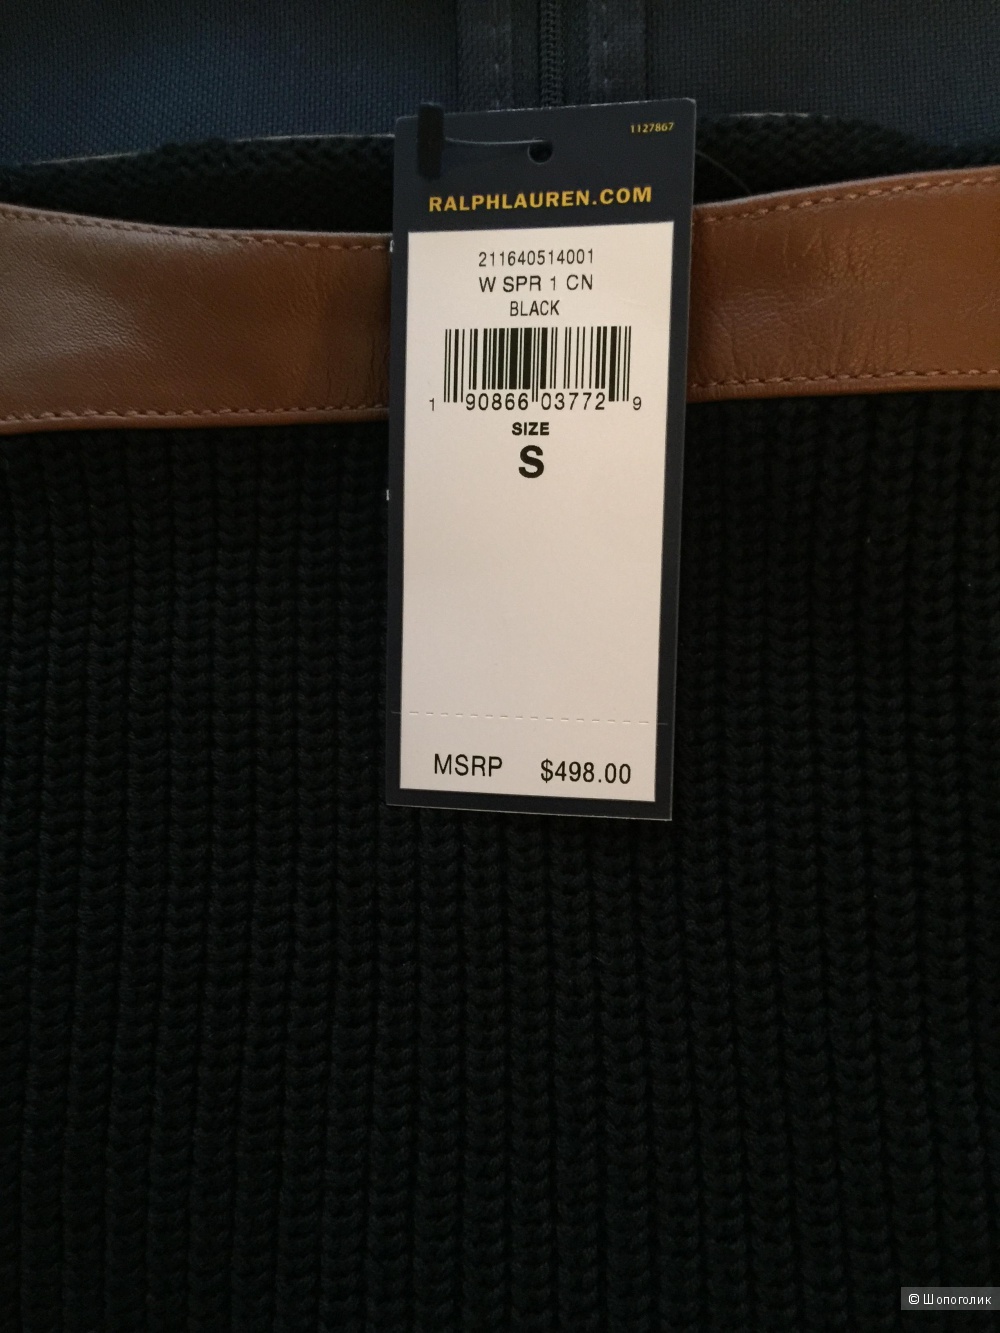 1127867
RALPHLAUREN.COM
211640514001
W SPR 1 CN
BLACK
1 90866 03772 9
SIZE
S
MSRP $498.00
© Шопоголик